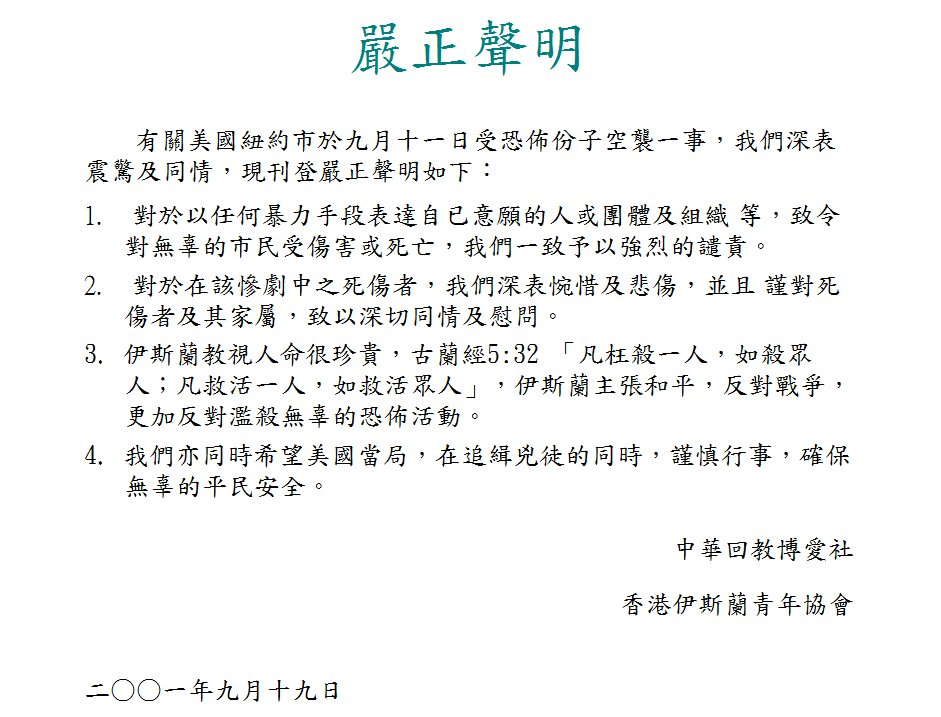 嚴正聲明
有關美國紐約市於九月十一日受恐佈份子空襲一事，我們深表
震驚及同情，現刊登嚴正聲明如下：
1. 對於以任何暴力手段表達自已意願的人或團體及組織 等，致令
對無辜的市民受傷害或死亡，我們一致予以強烈的譴責。
2. 對於在該慘劇中之死傷者，我們深表惋惜及悲傷，並且 謹對死
傷者及其家屬，致以深切同情及慰問。
3. 伊斯蘭教視人命很珍貴，古蘭經5:32 「凡枉殺一人，如殺眾
人；凡救活一人，如救活眾人」，伊斯蘭主張和平，反對戰爭，
更加反對濫殺無辜的恐佈活動。
4. 我們亦同時希望美國當局，在追緝兇徒的同時，謹慎行事，確保
無辜的平民安全。
中華回教博愛社
香港伊斯蘭青年協會
二〇〇一年九月十九日